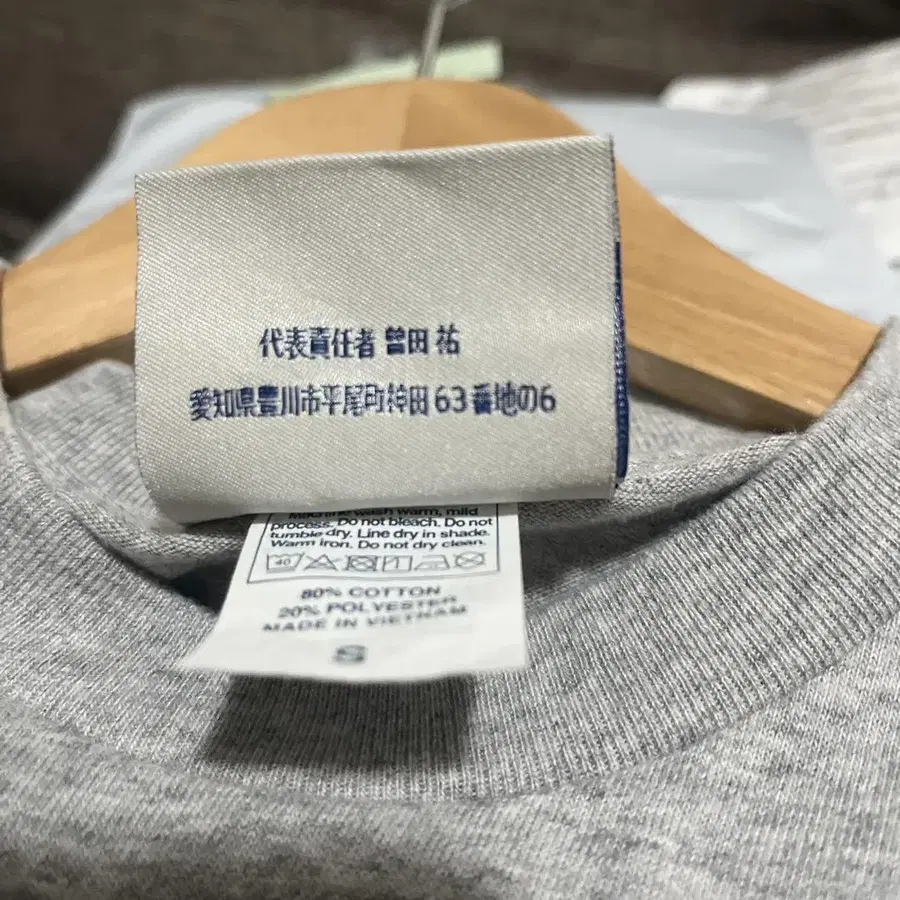 代表責任者 曽田 祐
愛知県豊川市平尾町神田 63 番地の6
Machine wash warm, mild
process. Do not bleach. Do not
tumble dry. Line dry in shade.
Warm iron. Do not dry clean.
40
80% COTTON
20% POLYESTER
MADE IN VIETNAM
S